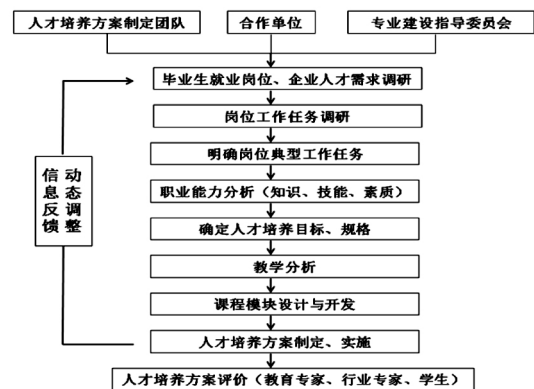 人才培养方案制定团队
合作单位
专业建设指导委员会
毕业生就业岗位、企业人才需求调研
岗位工作任务调研
明确岗位典型工作任务
职业能力分析（知识、技能、素质）
确定人才培养目标、规格
教学分析
课程模块设计与开发
人才培养方案制定、实施
人才培养方案评价（教育专家、行业专家、学生）
动态调整
信息反馈